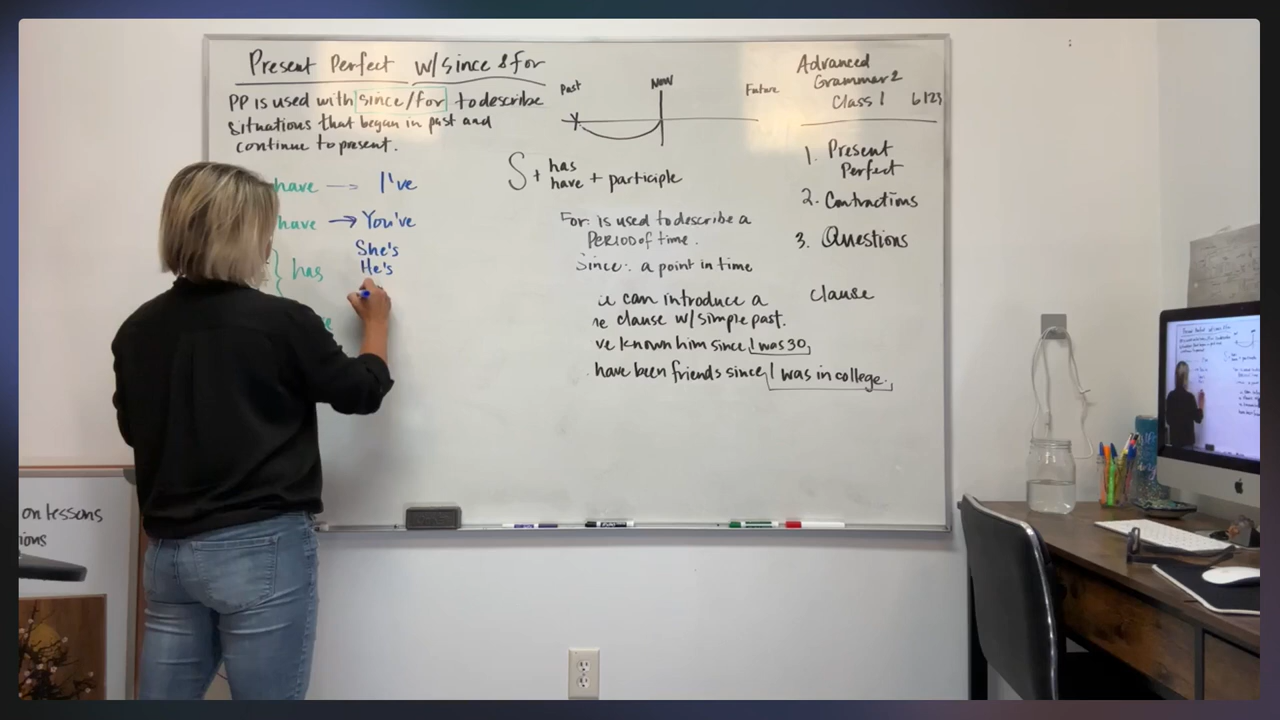 Present Perfect w/ since & for
PP is used with since/for to describe
situations that began in past and
continue to present.
have → I've
have → You've
She's
has
He's
Past
Now
Future
S + has
have + participle
For: is used to describe a
PERIOD of time.
Since: a point in time
can introduce a
clause w/ simple past.
've known him since I was 30.
have been friends since I was in college.
Advanced
Grammar 2
Class 1 6/23
1. Present
Perfect
2. Contractions
3. Questions
clause
on lessons
ions